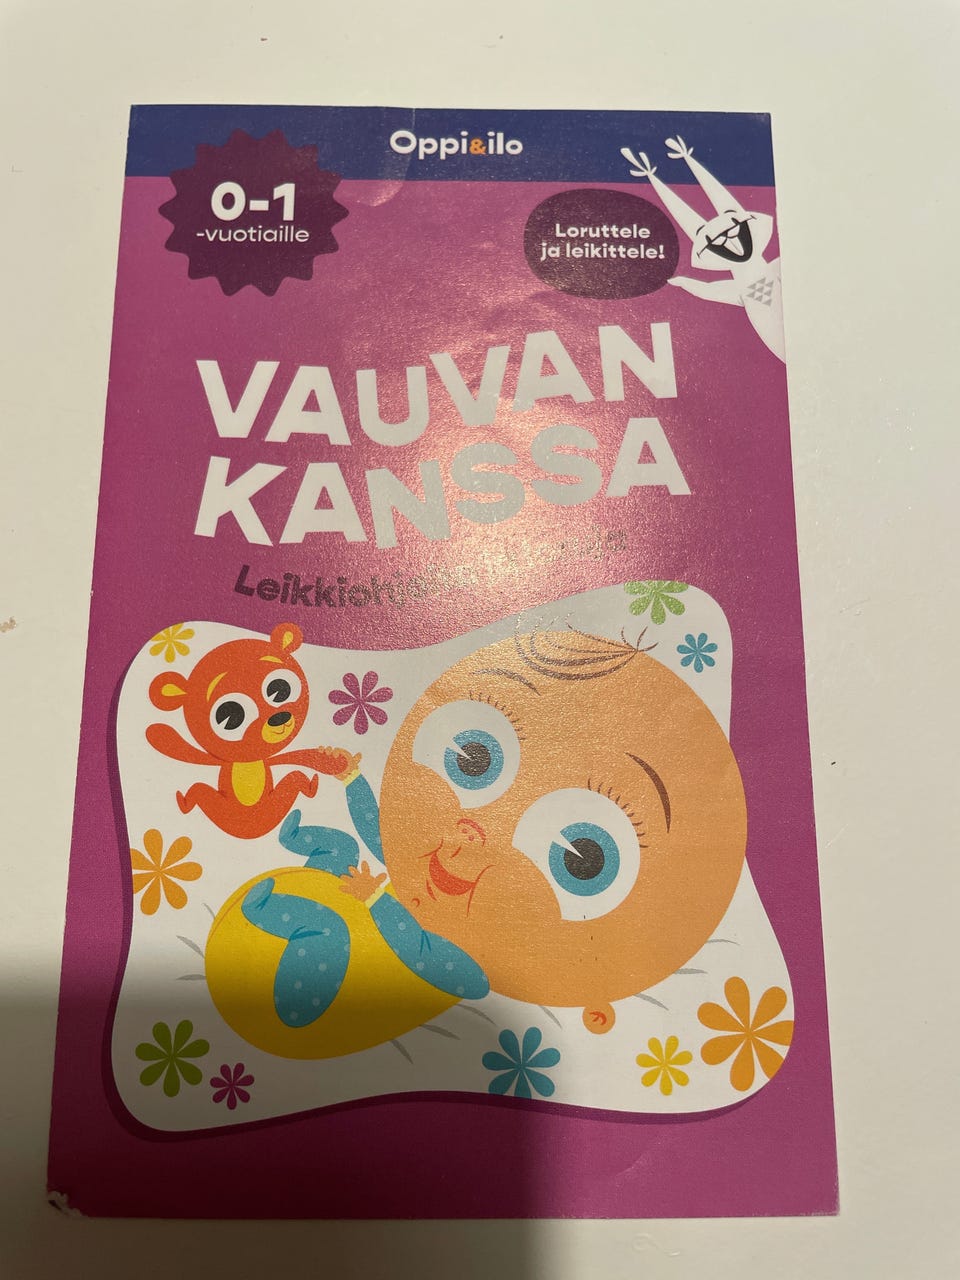 Oppi&ilo
0-1
-vuotiaille
Loruttele
ja leikittele!
VAUVAN
KANSSA